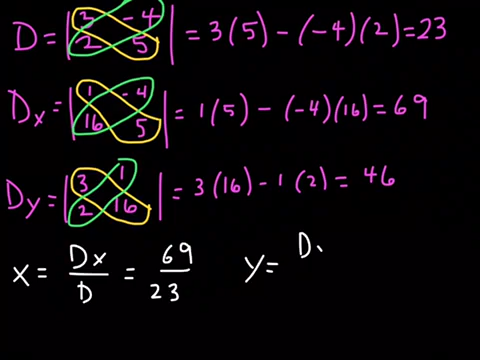 D = | 3 -4 | = 3(5) - (-4)(2) = 23
| 2 5 |
Dx = | 1 -4 | = 1(5) - (-4)(16) = 69
| 16 5 |
Dy = | 3 1 | = 3(16) - 1(2) = 46
| 2 16 |
x = Dx/D = 69/23 y = D